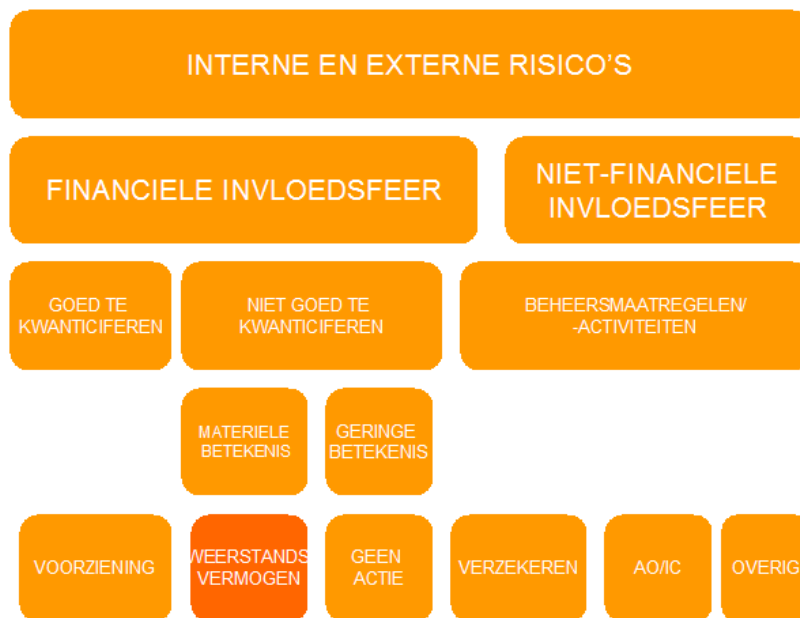 INTERNE EN EXTERNE RISICO'S
FINANCIELE INVLOEDSFEER
NIET-FINANCIELE
INVLOEDSFEER
GOED TE
KWANTICIFEREN
NIET GOED TE
KWANTICIFEREN
BEHEERSMAATREGELEN/
-ACTIVITEITEN
MATERIELE
BETEKENIS
GERINGE
BETEKENIS
VOORZIENING
WEERSTANDS
VERMOGEN
GEEN
ACTIE
VERZEKEREN
AO/IC
OVERIG